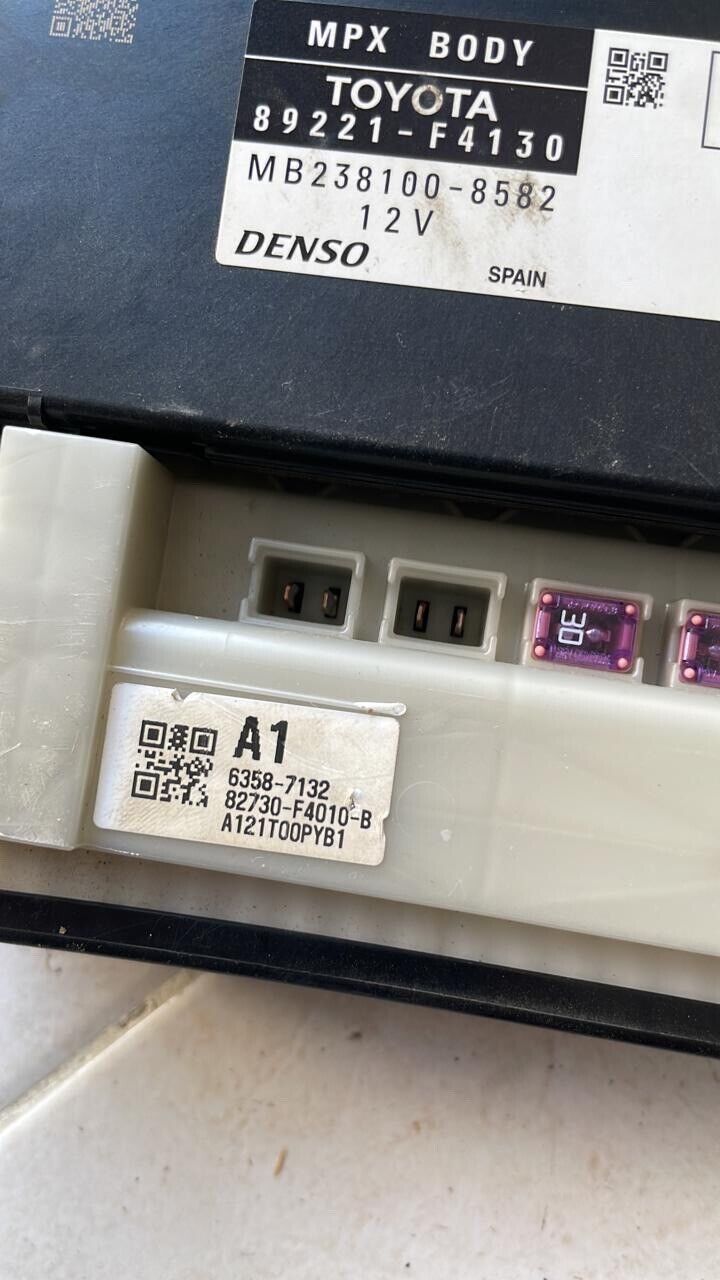 MPX BODY
TOYOTA
89221-F4130
MB238100-8582
12V
DENSO
SPAIN
30
A1
6358-7132
82730-F4010-B
A121T00PYB1